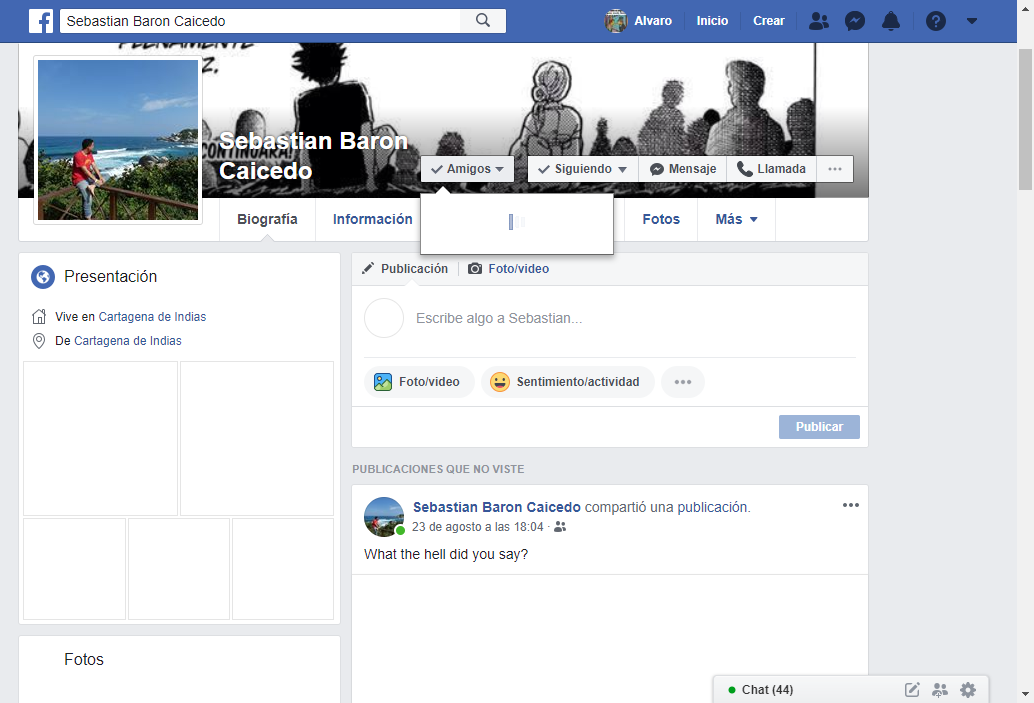 Sebastian Baron Caicedo
Alvaro
Inicio
Crear
PLENAMENTE
Z.
CONTINUARÁ!
Sebastian Baron
Caicedo
Amigos
Siguiendo
Mensaje
Llamada
Biografía
Información
Fotos
Más
Presentación
Vive en Cartagena de Indias
De Cartagena de Indias
Publicación
Foto/video
Escribe algo a Sebastian...
Foto/video
Sentimiento/actividad
Publicar
PUBLICACIONES QUE NO VISTE
Sebastian Baron Caicedo compartió una publicación.
23 de agosto a las 18:04 ·
What the hell did you say?
Fotos
Chat (44)